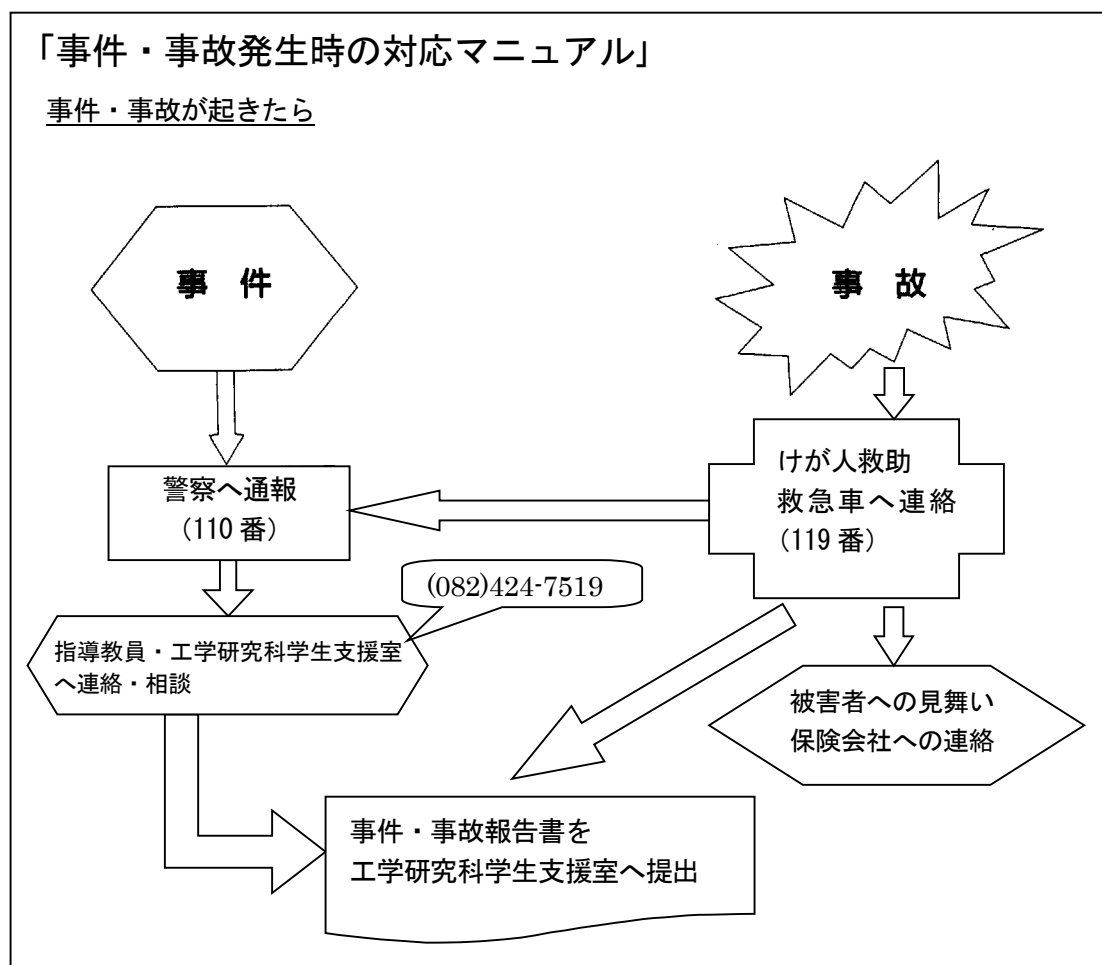 「事件・事故発生時の対応マニュアル」
事件・事故が起きたら
事 件
事 故
警察へ通報
（110 番）
けが人救助
救急車へ連絡
（119 番）
(082)424-7519
指導教員・工学研究科学生支援室
へ連絡・相談
被害者への見舞い
保険会社への連絡
事件・事故報告書を
工学研究科学生支援室へ提出